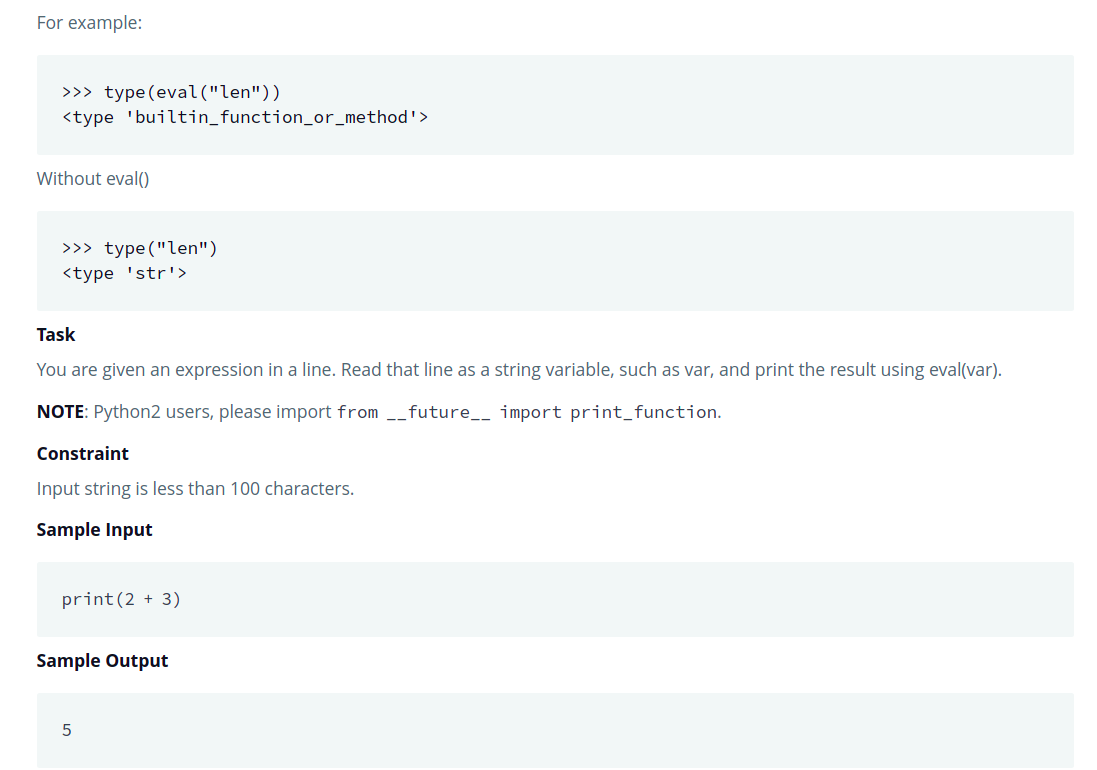 For example:
>>> type(eval("len"))
<type 'builtin_function_or_method'>
Without eval()
>>> type("len")
<type 'str'>
Task
You are given an expression in a line. Read that line as a string variable, such as var, and print the result using eval(var).
NOTE: Python2 users, please import from __future__ import print_function.
Constraint
Input string is less than 100 characters.
Sample Input
print(2 + 3)
Sample Output
5